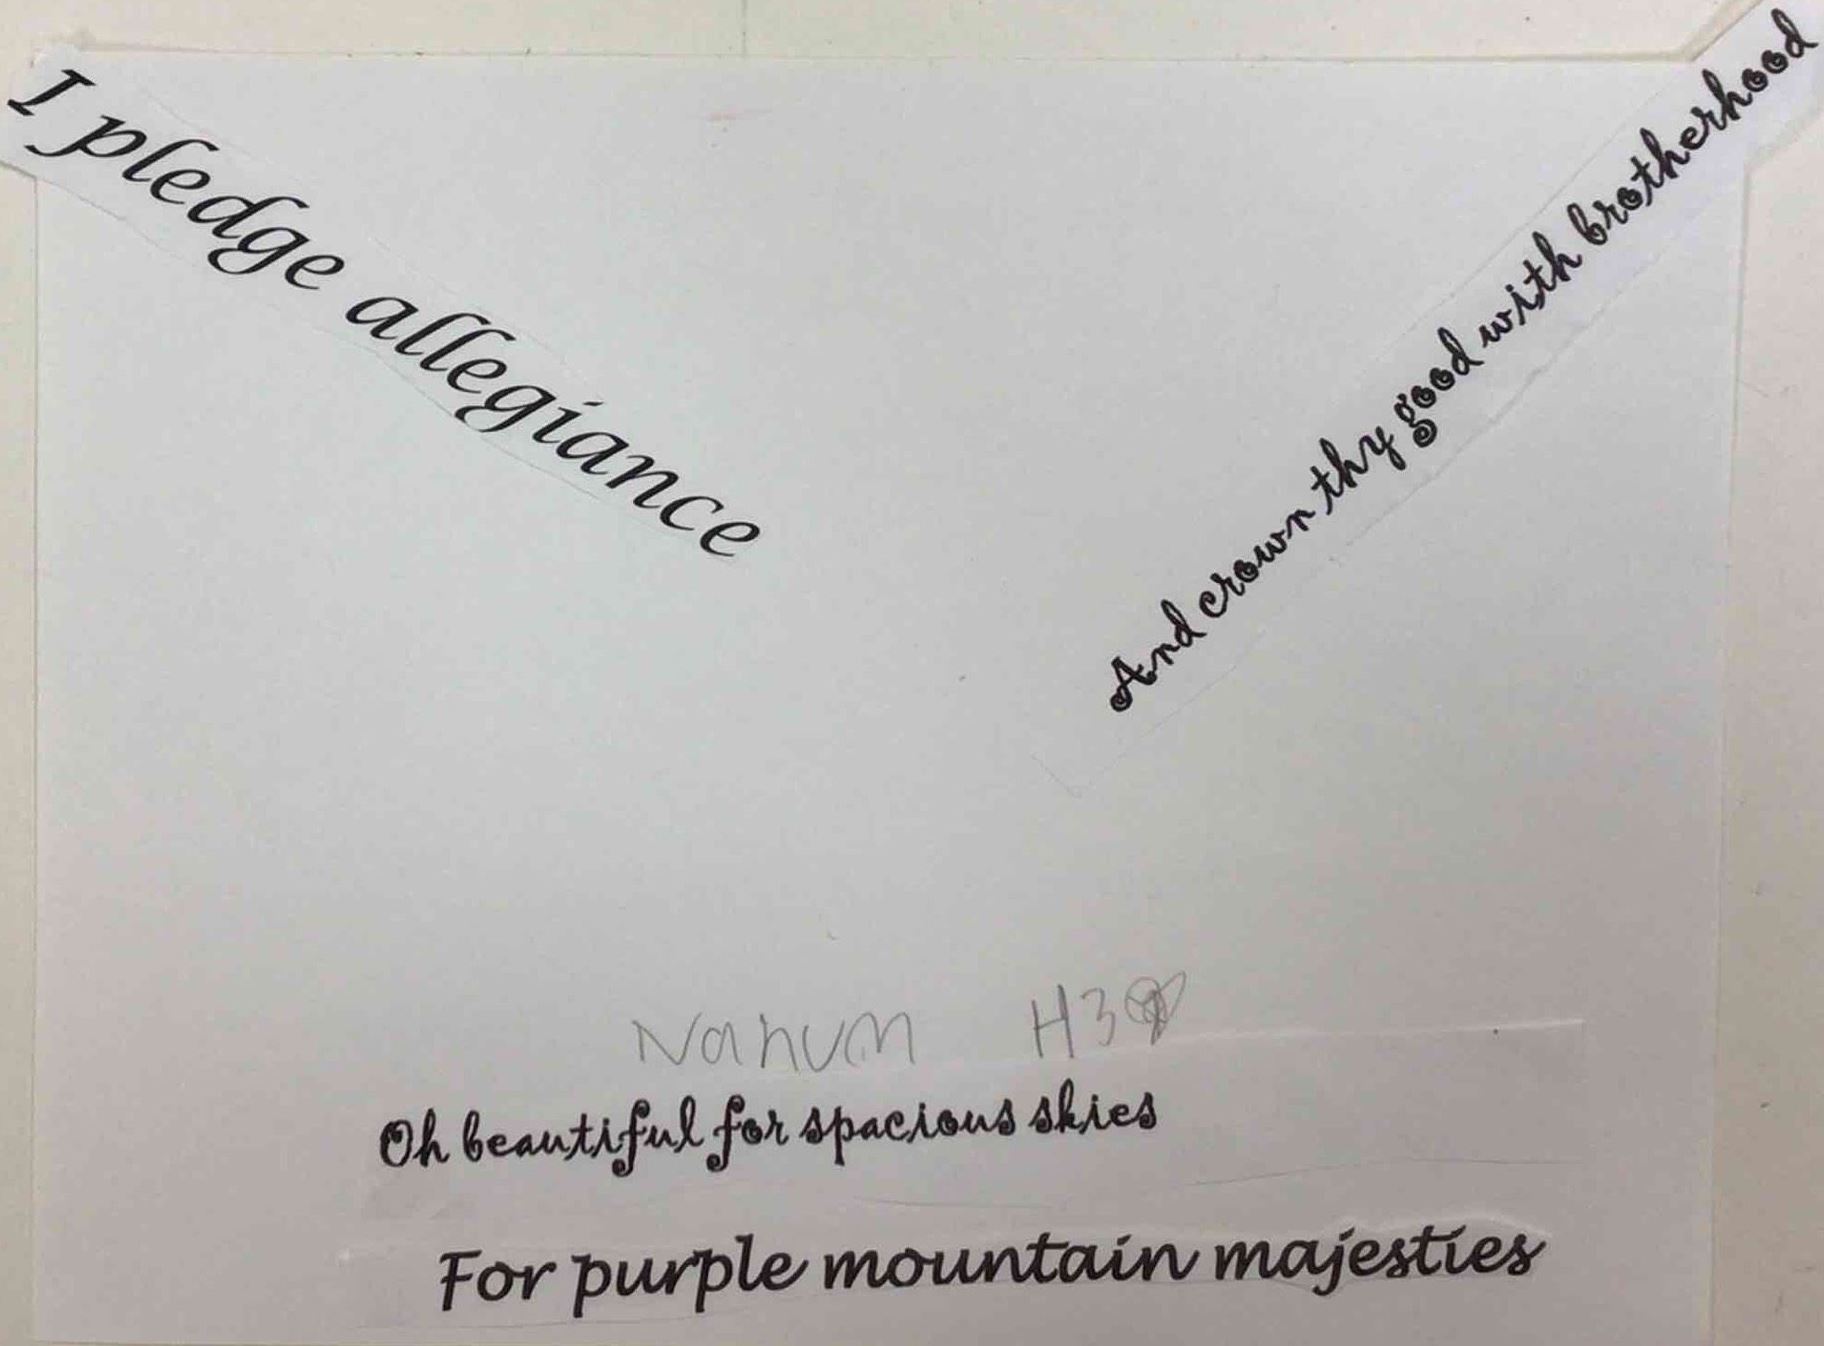 I pledge allegiance
And crown thy good with brotherhood
Nahum H3
Oh beautiful for spacious skies
For purple mountain majesties